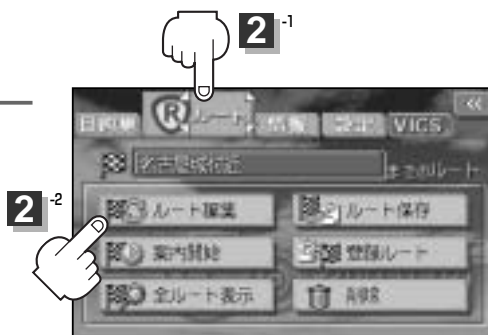 2-1
目的地 R ルート 情報 設定 VICS «
名古屋城付近 までのルート
2-2
ルート編集 ルート保存
案内開始 登録ルート
全ルート表示 削除